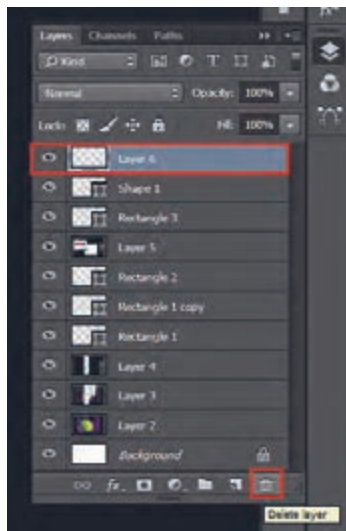 Layers Channels Paths
Kind
Normal Opacity: 100%
Lock: Fill: 100%
Layer 6
Shape 1
Rectangle 3
Layer 5
Rectangle 2
Rectangle 1 copy
Rectangle 1
Layer 4
Layer 3
Layer 2
Background
fx.
Delete layer